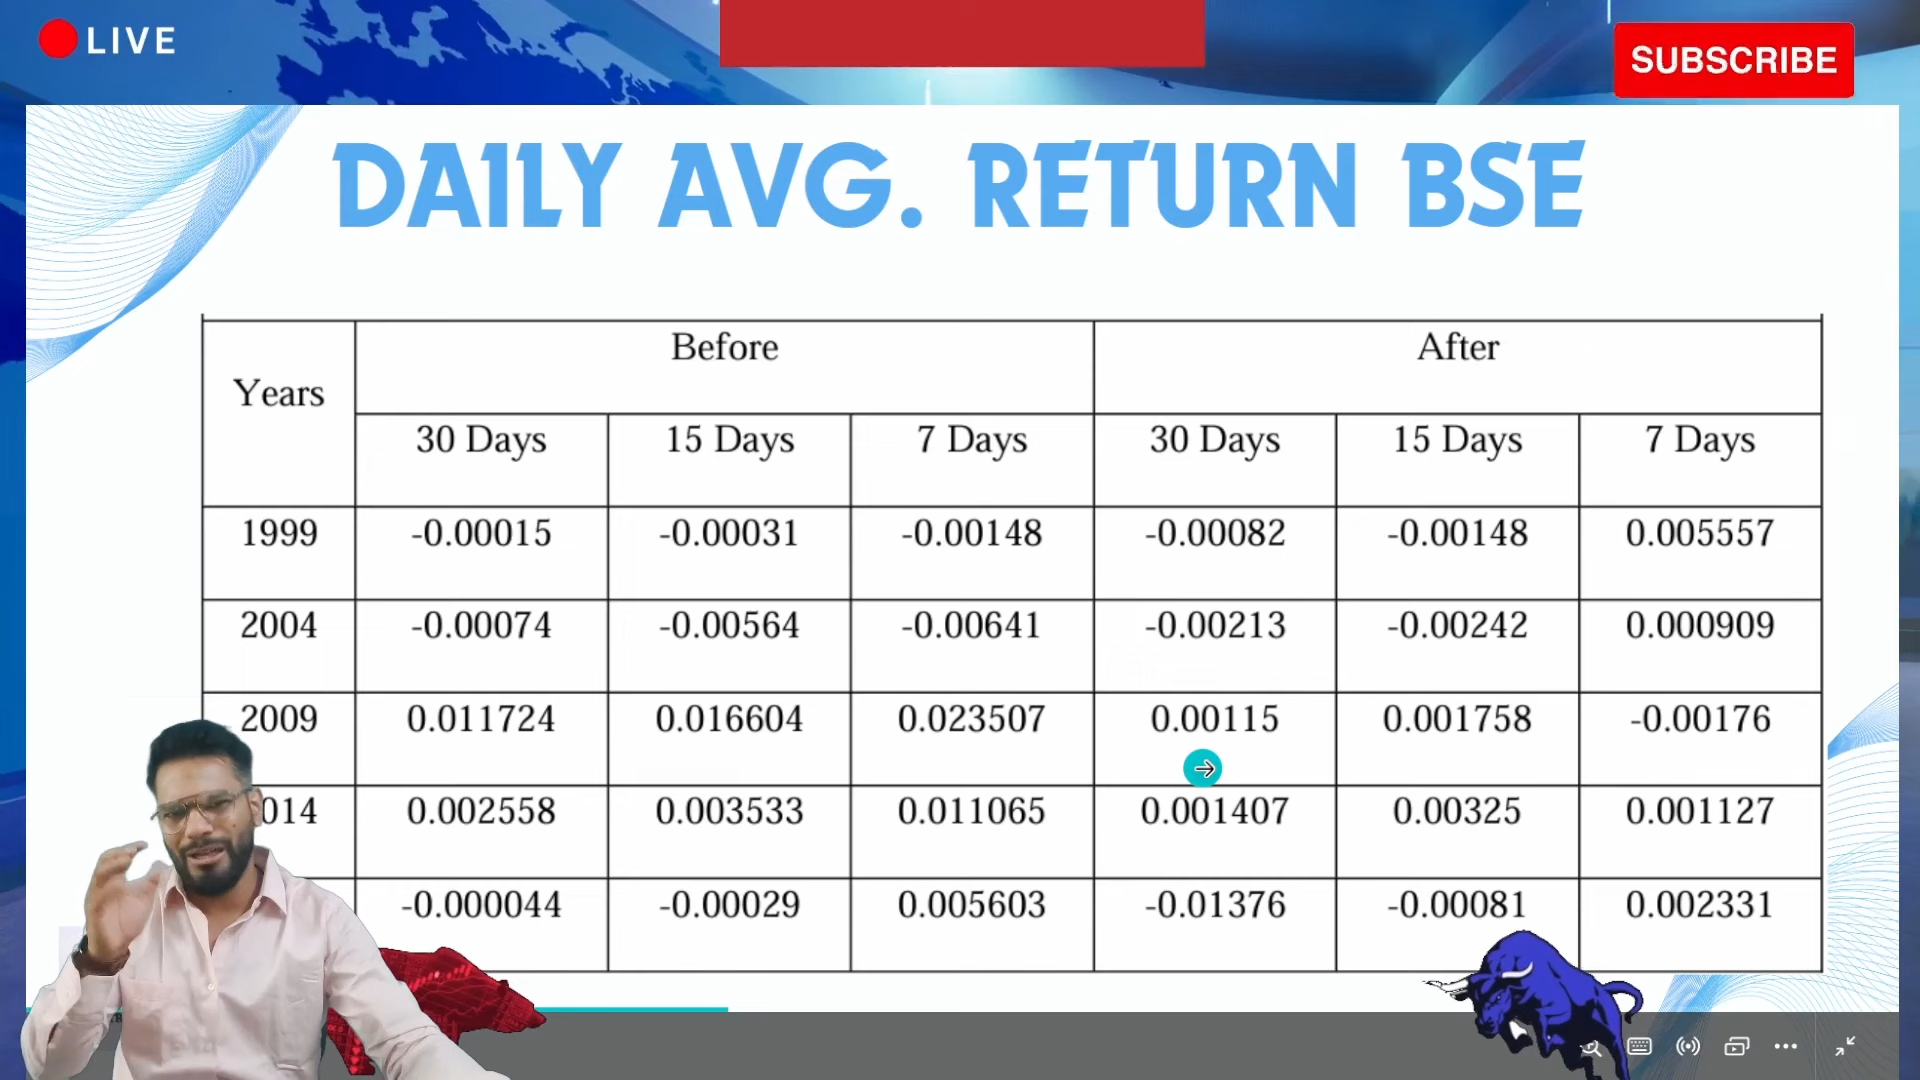 LIVE
SUBSCRIBE
DAILY AVG. RETURN BSE
Years Before After
30 Days 15 Days 7 Days 30 Days 15 Days 7 Days
1999 -0.00015 -0.00031 -0.00148 -0.00082 -0.00148 0.005557
2004 -0.00074 -0.00564 -0.00641 -0.00213 -0.00242 0.000909
2009 0.011724 0.016604 0.023507 0.00115 0.001758 -0.00176
014 0.002558 0.003533 0.011065 0.001407 0.00325 0.001127
-0.000044 -0.00029 0.005603 -0.01376 -0.00081 0.002331